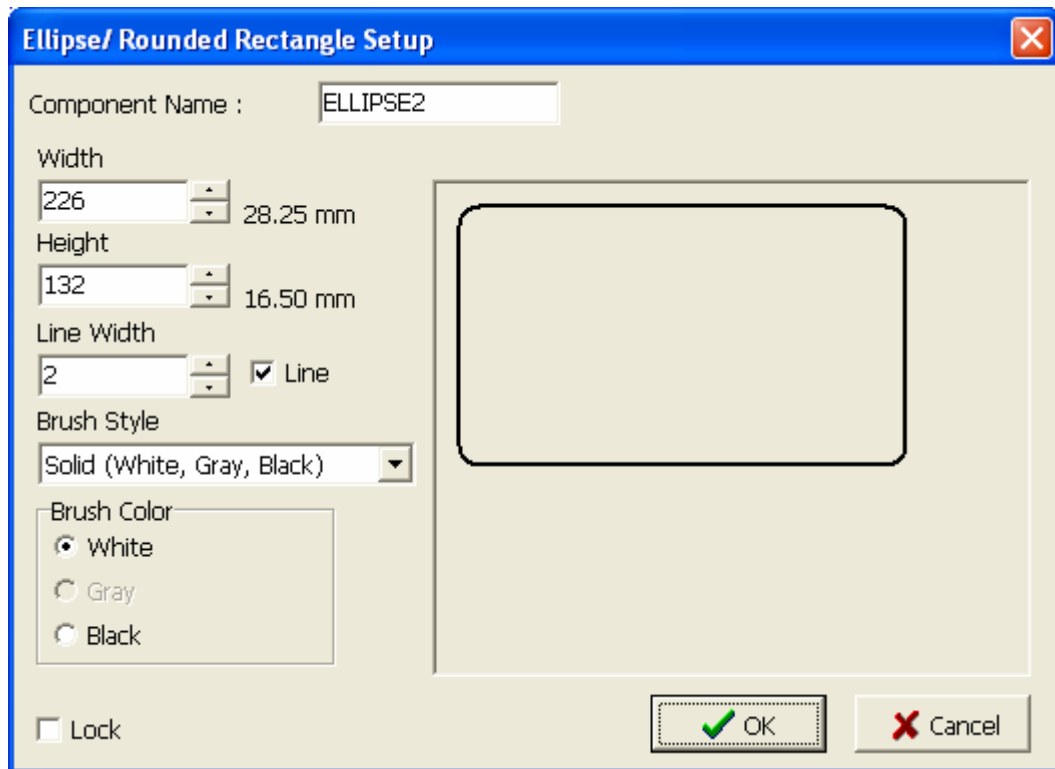 Ellipse/ Rounded Rectangle Setup
Component Name : ELLIPSE2
Width
226 28.25 mm
Height
132 16.50 mm
Line Width
2 Line
Brush Style
Solid (White, Gray, Black)
Brush Color
White
Gray
Black
Lock OK Cancel